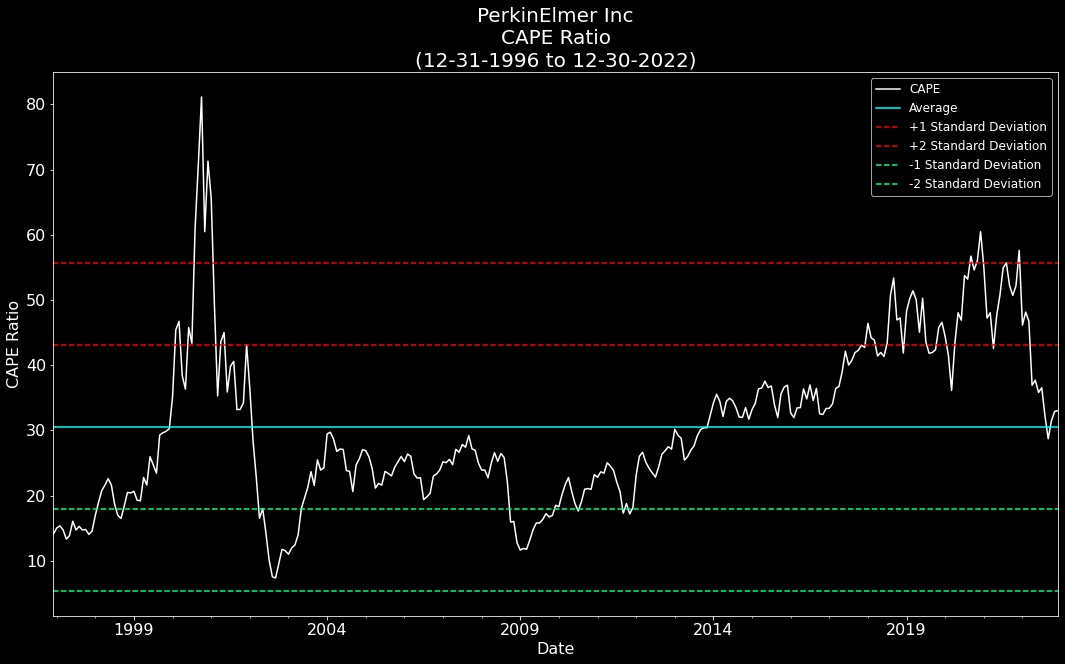 PerkinElmer Inc
CAPE Ratio
(12-31-1996 to 12-30-2022)
CAPE
Average
+1 Standard Deviation
+2 Standard Deviation
-1 Standard Deviation
-2 Standard Deviation
CAPE Ratio
80
70
60
50
40
30
20
10
1999 2004 2009 2014 2019
Date